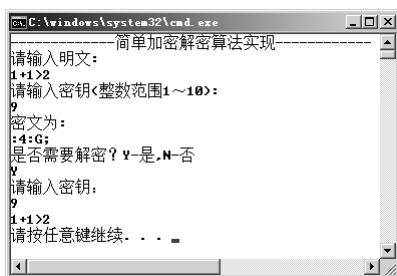 C:\windows\system32\cmd.exe
------------简单加密解密算法实现------------
请输入明文:
1+1>2
请输入密钥(整数范围1～10):
9
密文为:
:4:G;
是否需要解密？Y-是,N-否
Y
请输入密钥:
9
1+1>2
请按任意键继续. . .